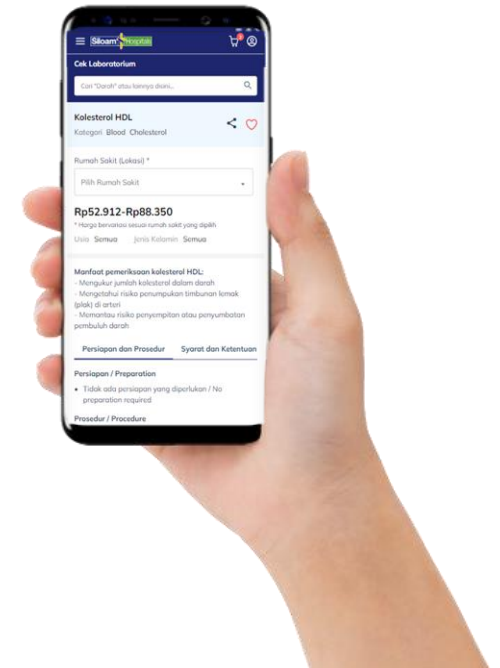 Siloam Hospitals
Cek Laboratorium
Cari "Darah" atau lainnya disini...
Kolesterol HDL
Kategori Blood Cholesterol
Rumah Sakit (Lokasi) *
Pilih Rumah Sakit
Rp52.912-Rp88.350
* Harga bervariasi sesuai rumah sakit yang dipilih
Usia Semua Jenis Kelamin Semua
Manfaat pemeriksaan kolesterol HDL:
- Mengukur jumlah kolesterol dalam darah
- Mengetahui risiko penumpukan timbunan lemak
(plak) di arteri
- Memantau risiko penyempitan atau penyumbatan
pembuluh darah
Persiapan dan Prosedur Syarat dan Ketentuan
Persiapan / Preparation
• Tidak ada persiapan yang diperlukan / No
preparation required
Prosedur / Procedure